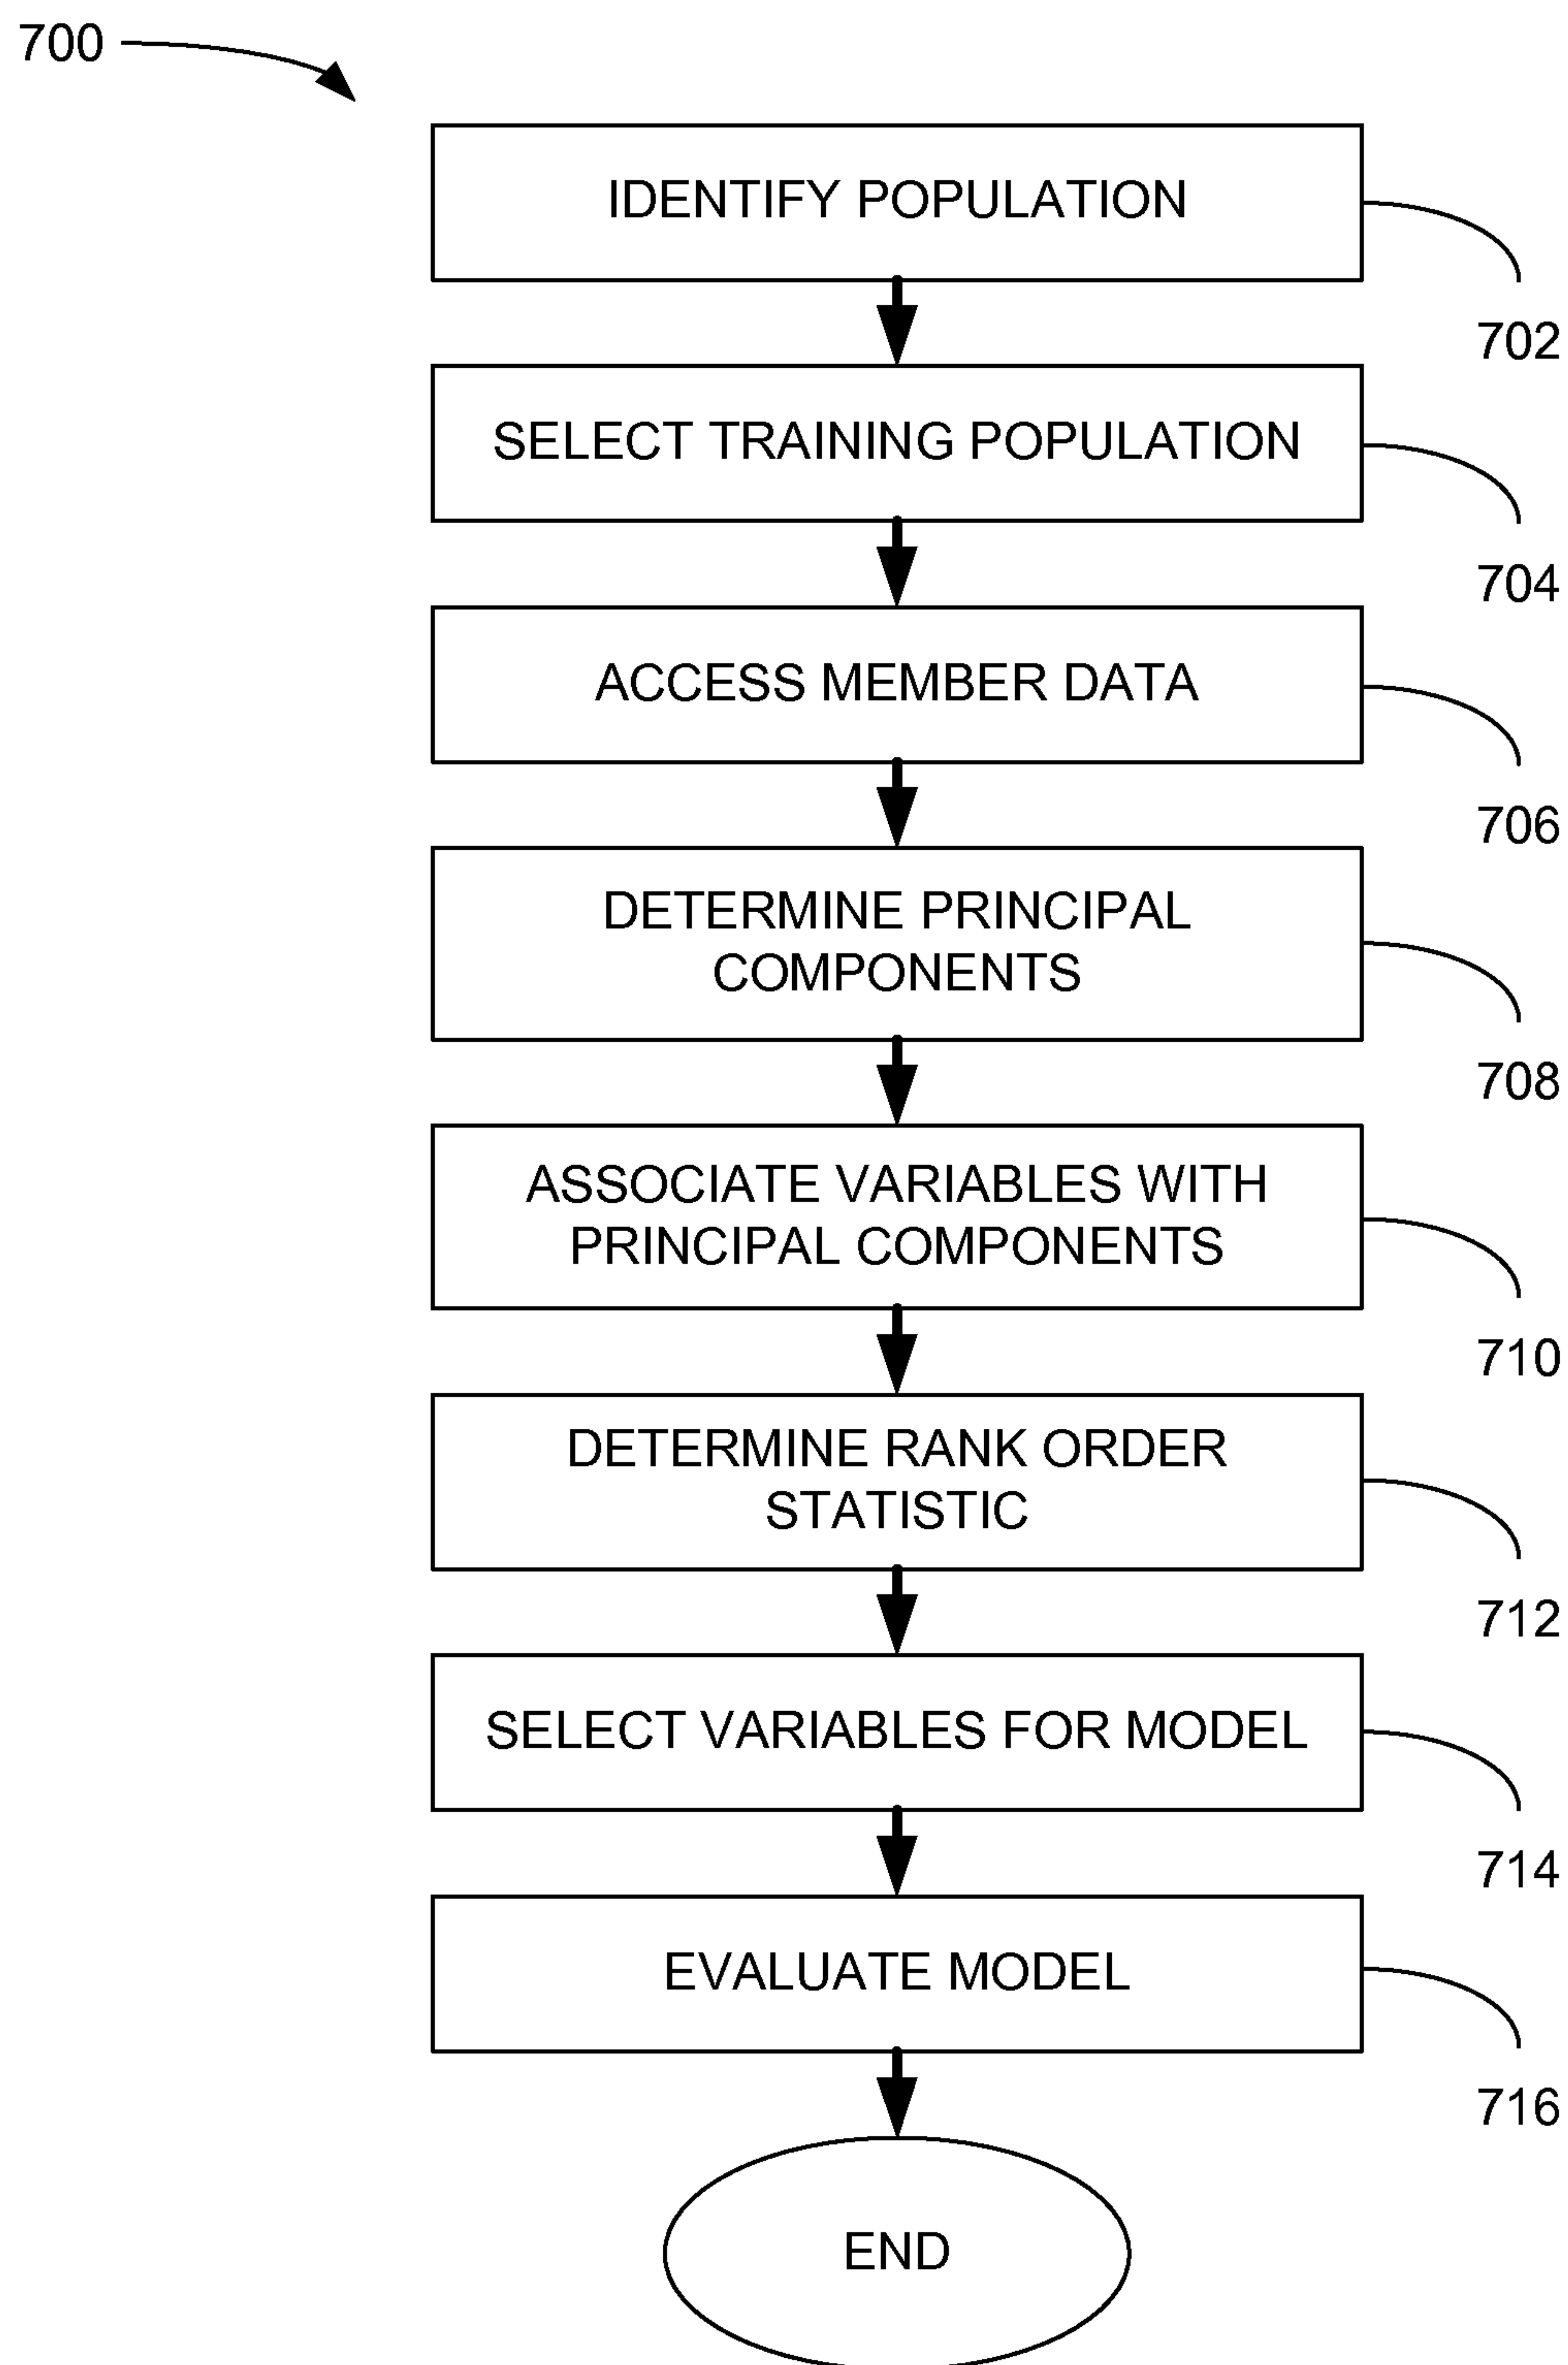 700
IDENTIFY POPULATION
702
SELECT TRAINING POPULATION
704
ACCESS MEMBER DATA
706
DETERMINE PRINCIPAL
COMPONENTS
708
ASSOCIATE VARIABLES WITH
PRINCIPAL COMPONENTS
710
DETERMINE RANK ORDER
STATISTIC
712
SELECT VARIABLES FOR MODEL
714
EVALUATE MODEL
716
END